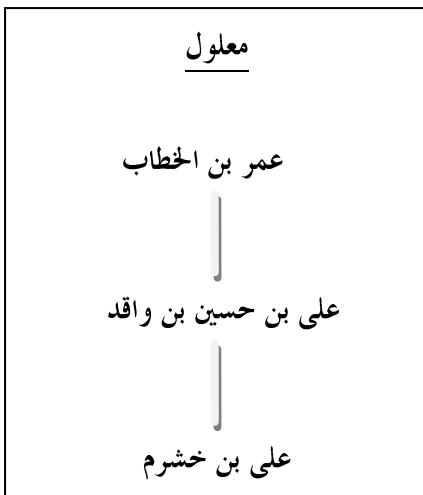 معلول
عمر بن الخطاب
على بن حسين بن واقد
على بن خشرم